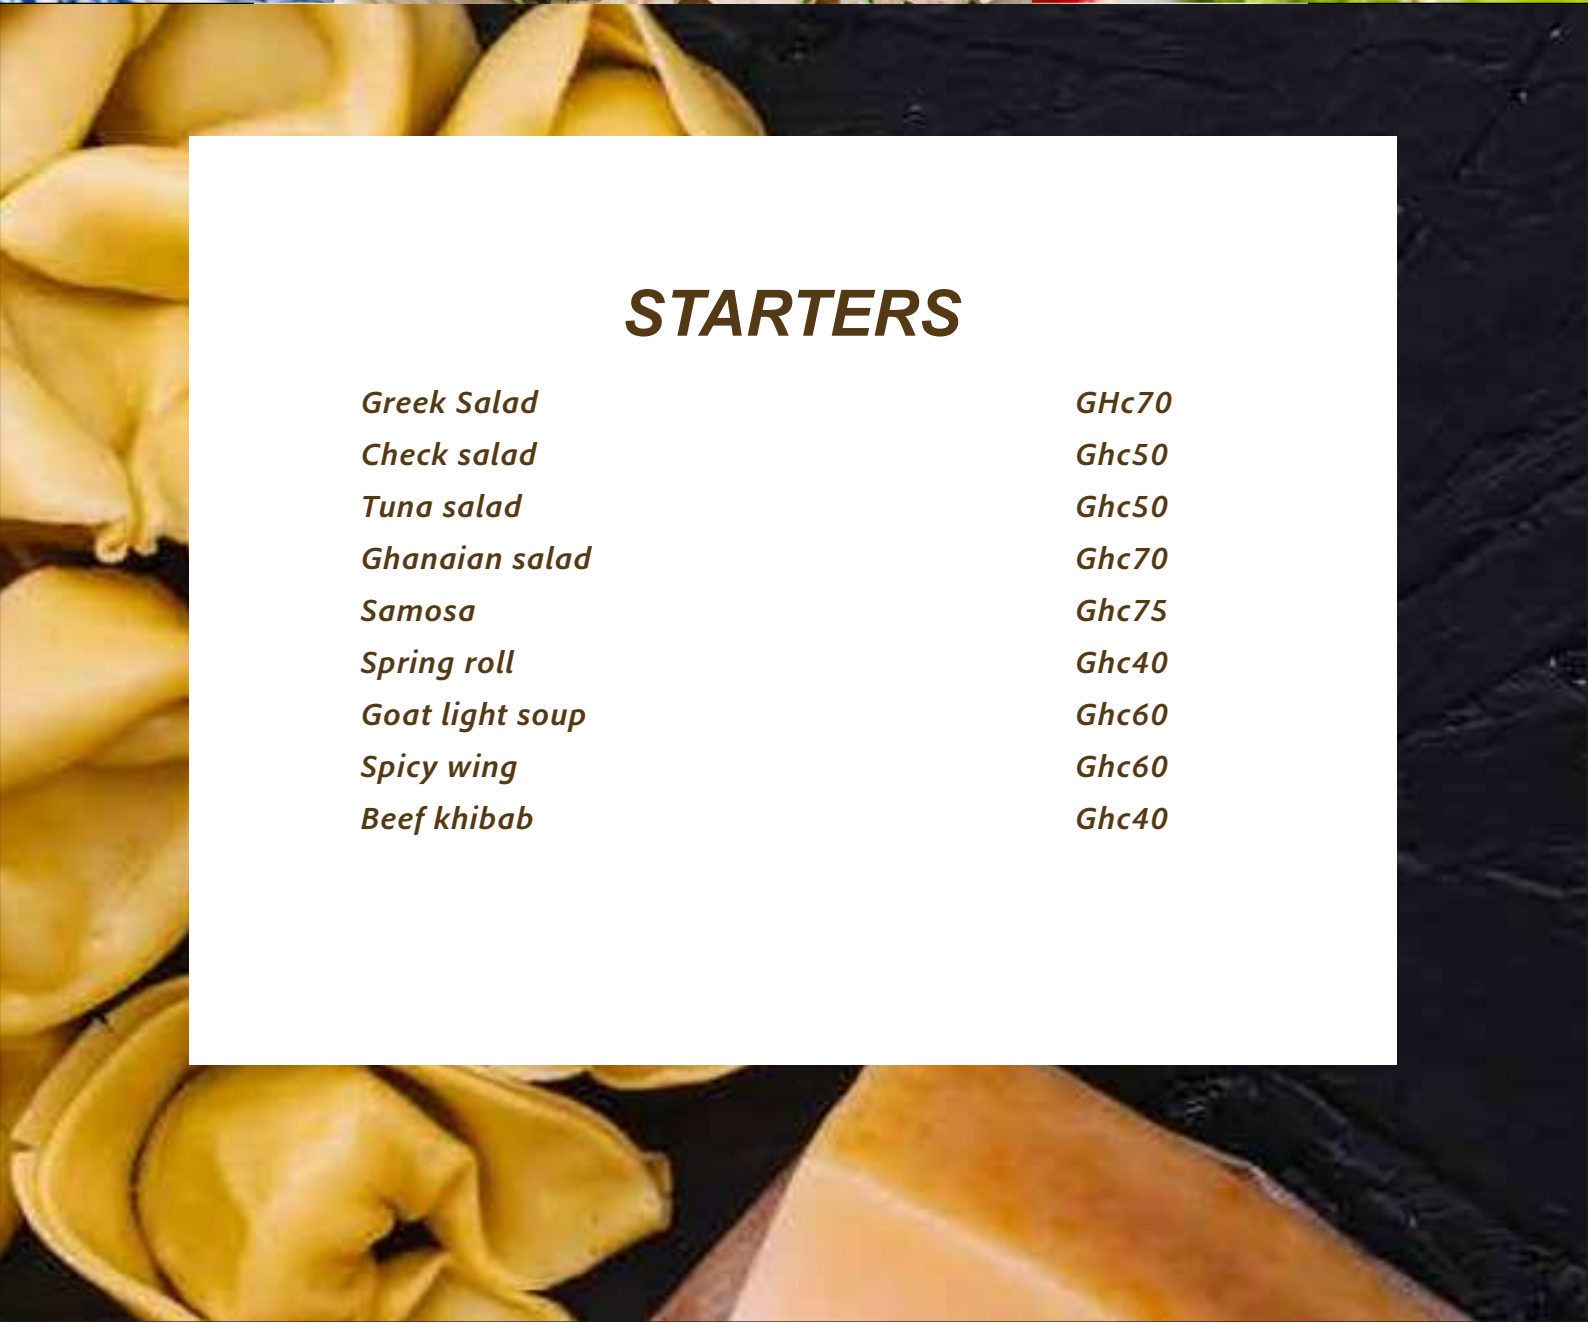 STARTERS
Greek Salad GHc70
Check salad Ghc50
Tuna salad Ghc50
Ghanaian salad Ghc70
Samosa Ghc75
Spring roll Ghc40
Goat light soup Ghc60
Spicy wing Ghc60
Beef khibab Ghc40